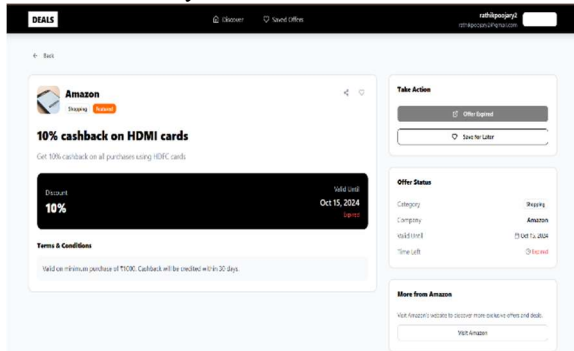 DEALS
Discover
Saved Offers
rathikpoojary2
rathikpoojary2@gmail.com
Back
Amazon
Shopping
National
10% cashback on HDMI cards
Get 10% cashback on all purchases using HDFC cards
Discount
10%
Valid Until
Oct 15, 2024
Expired
Terms & Conditions
Valid on minimum purchase of ₹1000. Cashback will be credited within 30 days.
Take Action
Offer Expired
Save for Later
Offer Status
Category Shopping
Company Amazon
Valid Until Oct 15, 2024
Time Left Expired
More from Amazon
Visit Amazon's website to discover more exclusive offers and deals.
Visit Amazon